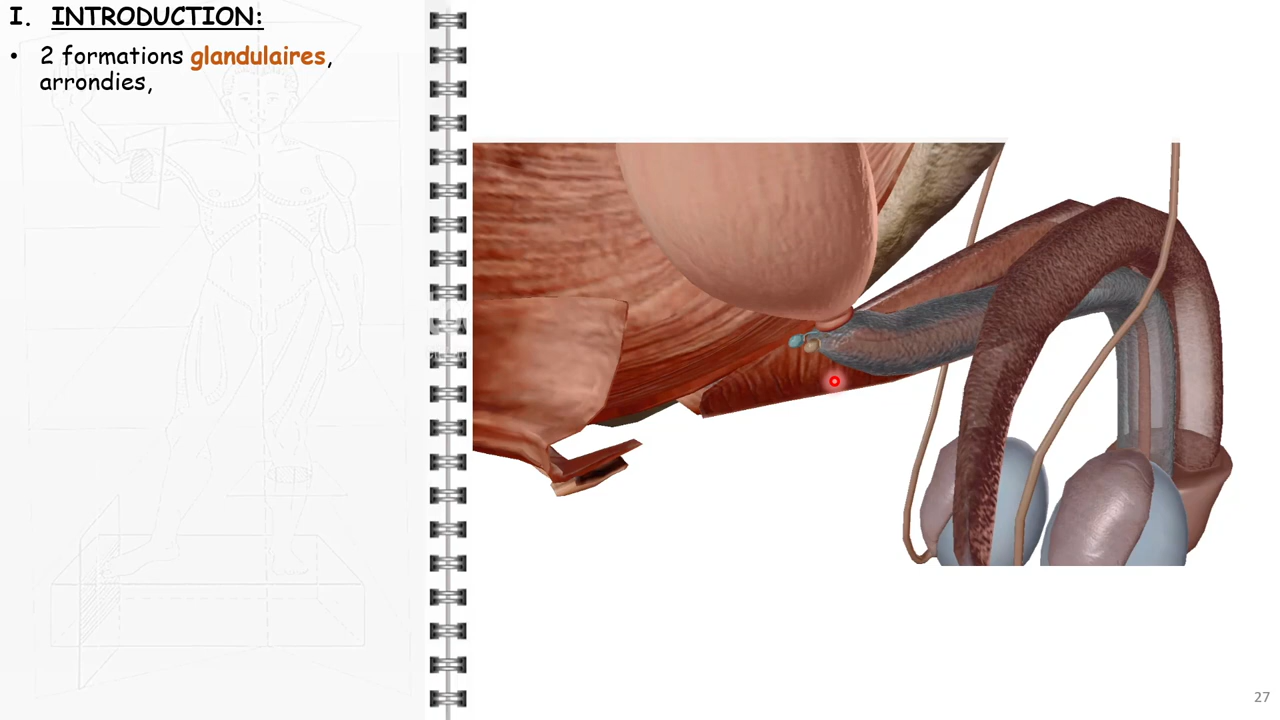 I. INTRODUCTION:
• 2 formations glandulaires,
arrondies,
27